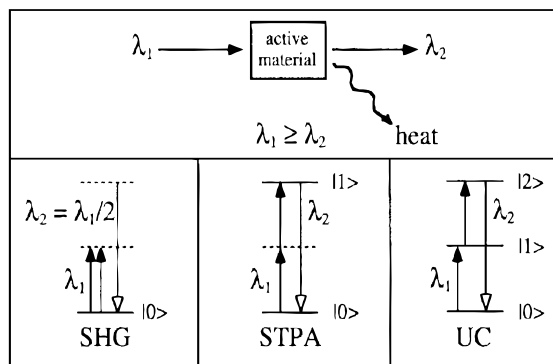 λ1
active
material
λ2
λ1 ≥ λ2
heat
λ2 = λ1/2
λ1
|0>
SHG
|1>
λ2
λ1
|0>
STPA
|2>
λ2
|1>
λ1
|0>
UC